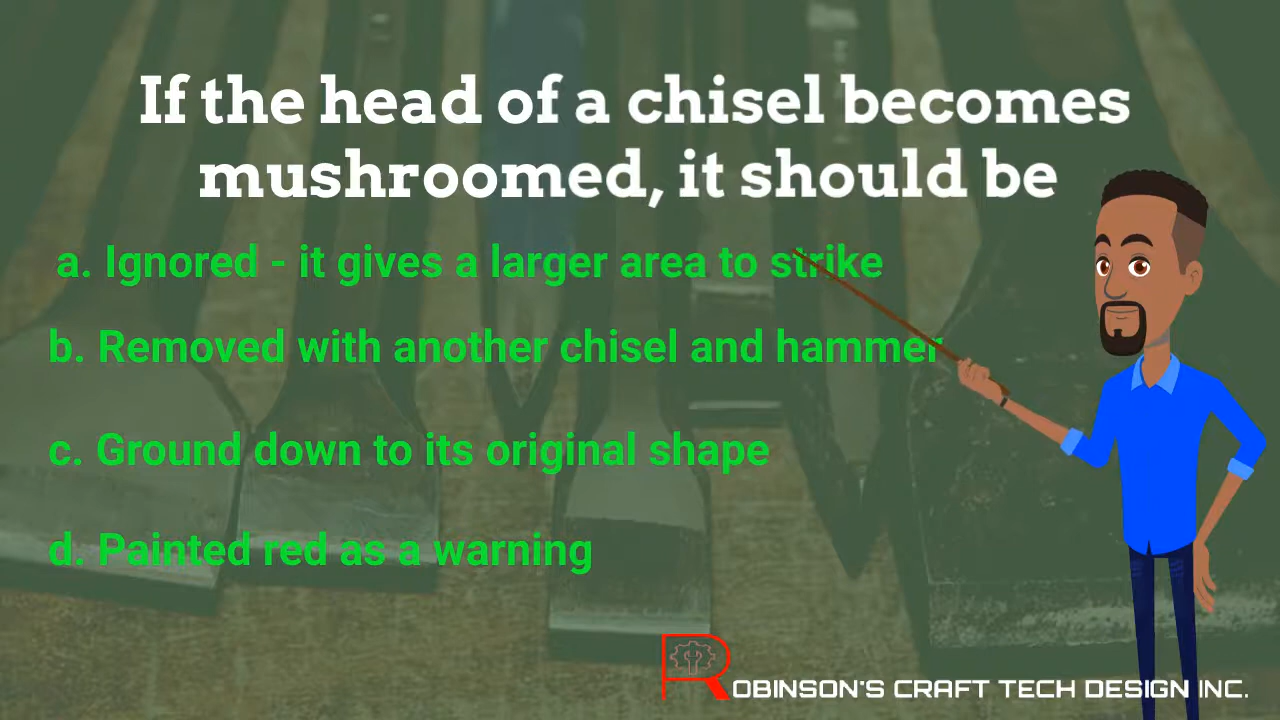 If the head of a chisel becomes
mushroomed, it should be
a. Ignored - it gives a larger area to strike
b. Removed with another chisel and hammer
c. Ground down to its original shape
d. Painted red as a warning
ROBINSON'S CRAFT TECH DESIGN INC.